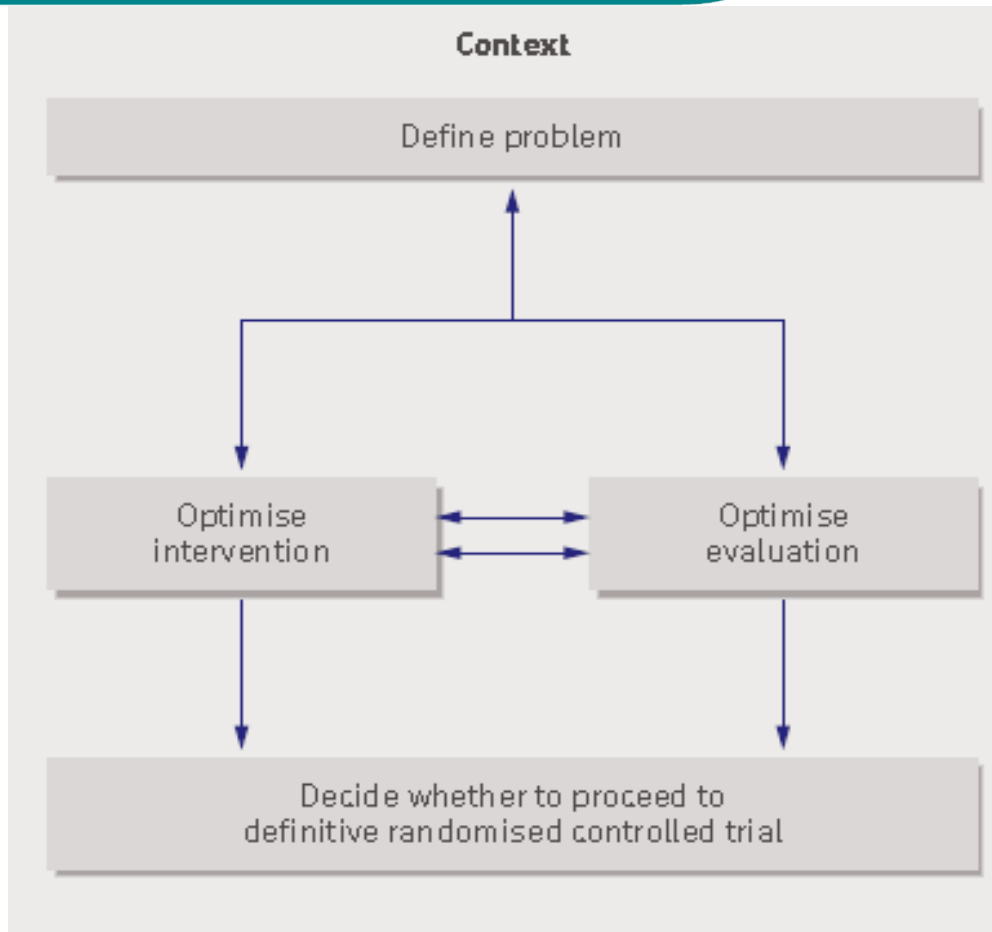 Context
Define problem
Optimise
intervention
Optimise
evaluation
Decide whether to proceed to
definitive randomised controlled trial